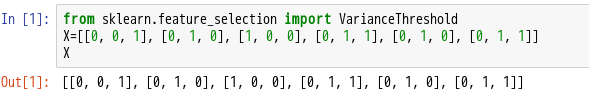 In [1]: from sklearn.feature_selection import VarianceThreshold
X=[[0, 0, 1], [0, 1, 0], [1, 0, 0], [0, 1, 1], [0, 1, 0], [0, 1, 1]]
X
Out[1]: [[0, 0, 1], [0, 1, 0], [1, 0, 0], [0, 1, 1], [0, 1, 0], [0, 1, 1]]